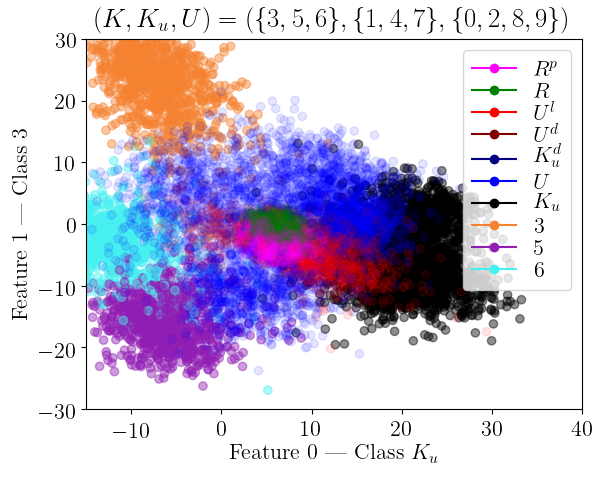 (K, K_u, U) = ({3, 5, 6}, {1, 4, 7}, {0, 2, 8, 9})
30
20
10
0
−10
−20
−30
Feature 1 — Class 3
R^p
R
U^l
U^d
K_u^d
U
K_u
3
5
6
−10 0 10 20 30 40
Feature 0 — Class K_u